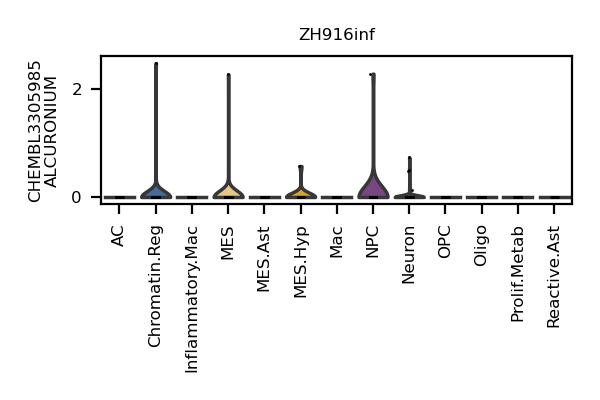 ZH916inf
CHEMBL3305985
ALCURONIUM
2
0
AC
Chromatin.Reg
Inflammatory.Mac
MES
MES.Ast
MES.Hyp
Mac
NPC
Neuron
OPC
Oligo
Prolif.Metab
Reactive.Ast